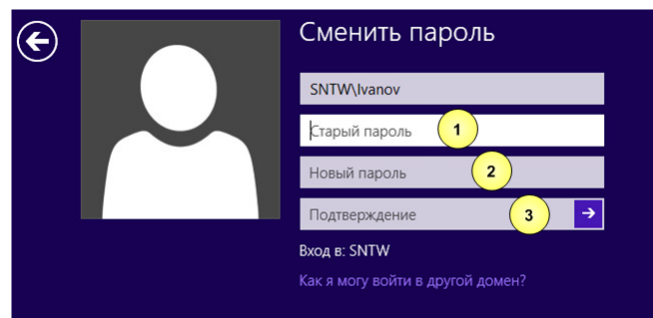 Сменить пароль
SNTW\Ivanov
Старый пароль 1
Новый пароль 2
Подтверждение 3
Вход в: SNTW
Как я могу войти в другой домен?